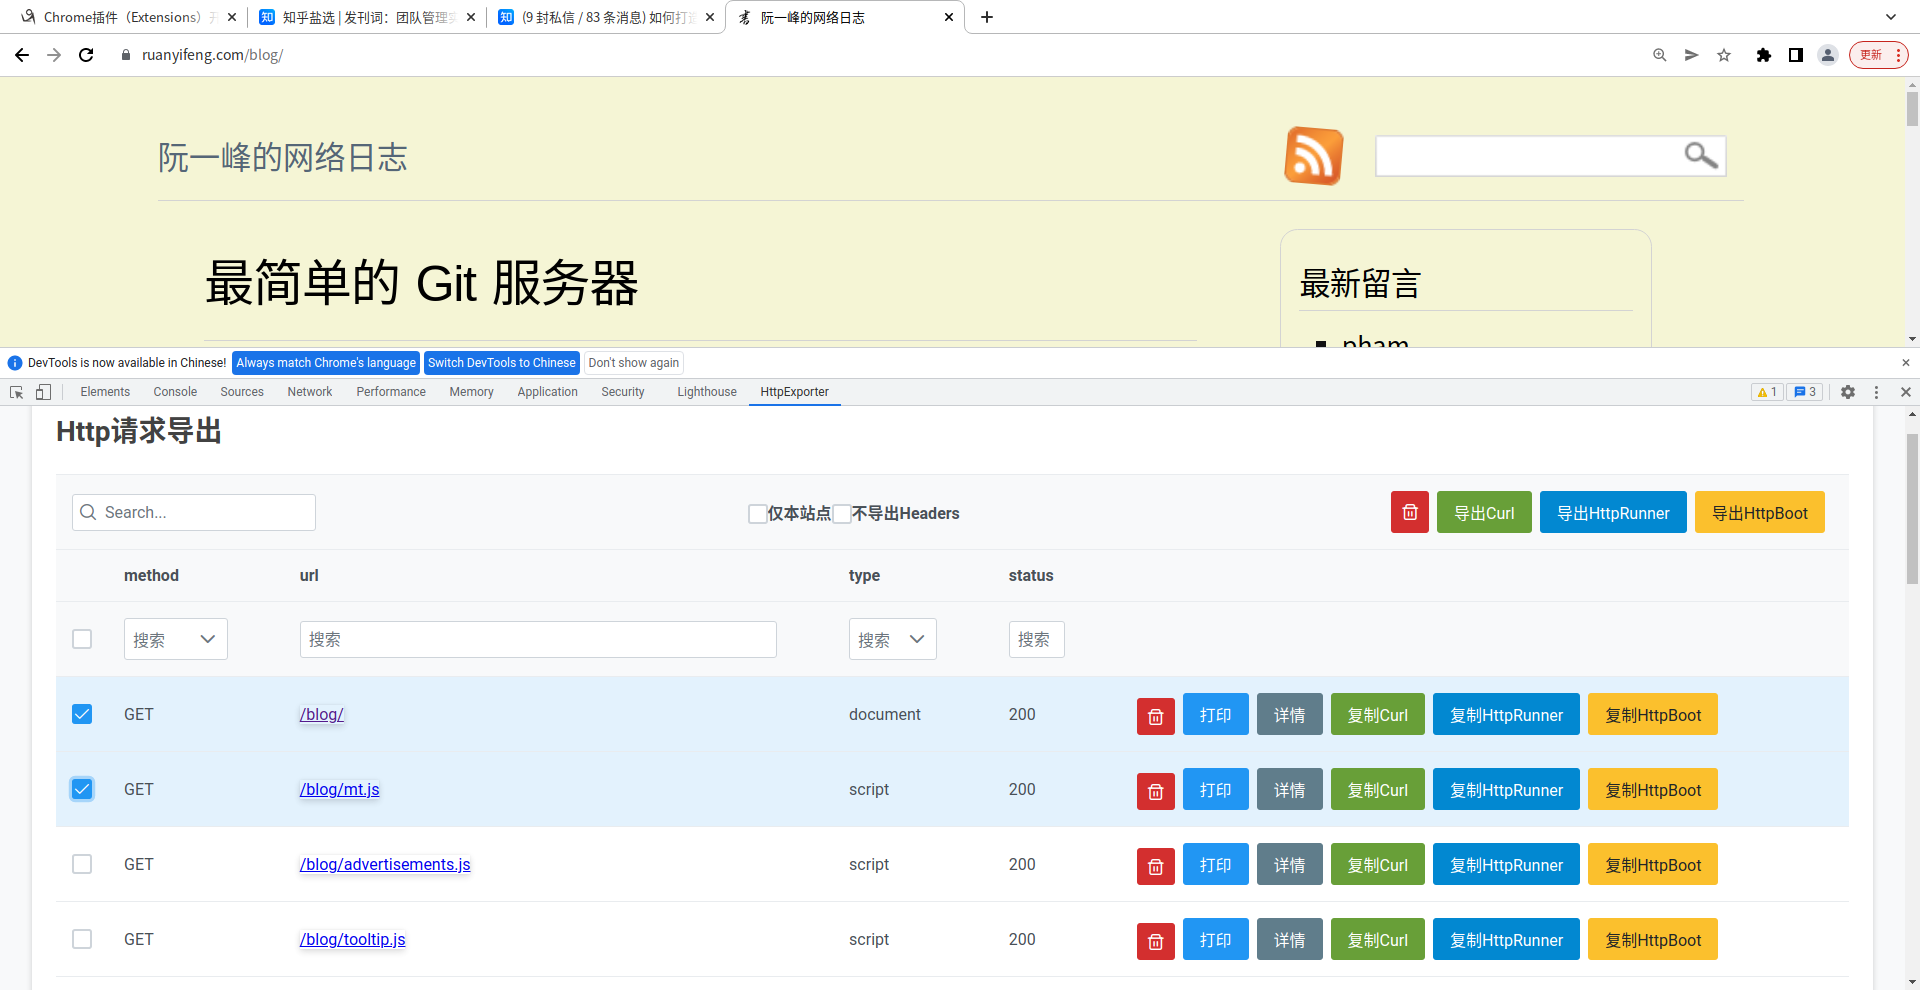 Chrome插件（Extensions）开
知乎盐选 | 发刊词：团队管理实
(9 封私信 / 83 条消息) 如何打造
阮一峰的网络日志
ruanyifeng.com/blog/
更新
阮一峰的网络日志
最简单的 Git 服务器
最新留言
pham
DevTools is now available in Chinese!
Always match Chrome's language
Switch DevTools to Chinese
Don't show again
Elements Console Sources Network Performance Memory Application Security Lighthouse HttpExporter
1
3
Http请求导出
Search...
仅本站点 不导出Headers
导出Curl 导出HttpRunner 导出HttpBoot
method url type status
搜索 搜索 搜索 搜索
GET /blog/ document 200 打印 详情 复制Curl 复制HttpRunner 复制HttpBoot
GET /blog/mt.js script 200 打印 详情 复制Curl 复制HttpRunner 复制HttpBoot
GET /blog/advertisements.js script 200 打印 详情 复制Curl 复制HttpRunner 复制HttpBoot
GET /blog/tooltip.js script 200 打印 详情 复制Curl 复制HttpRunner 复制HttpBoot